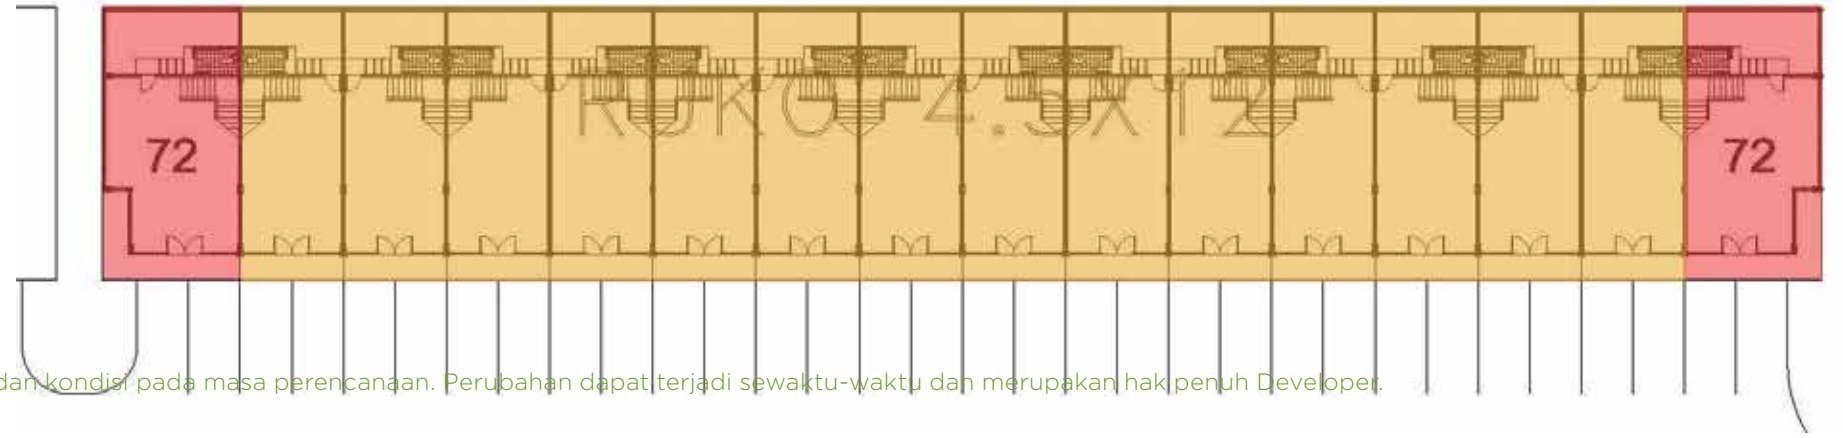 RUKO 4.5X12
72
72
dan kondisi pada masa perencanaan. Perubahan dapat terjadi sewaktu-waktu dan merupakan hak penuh Developer.